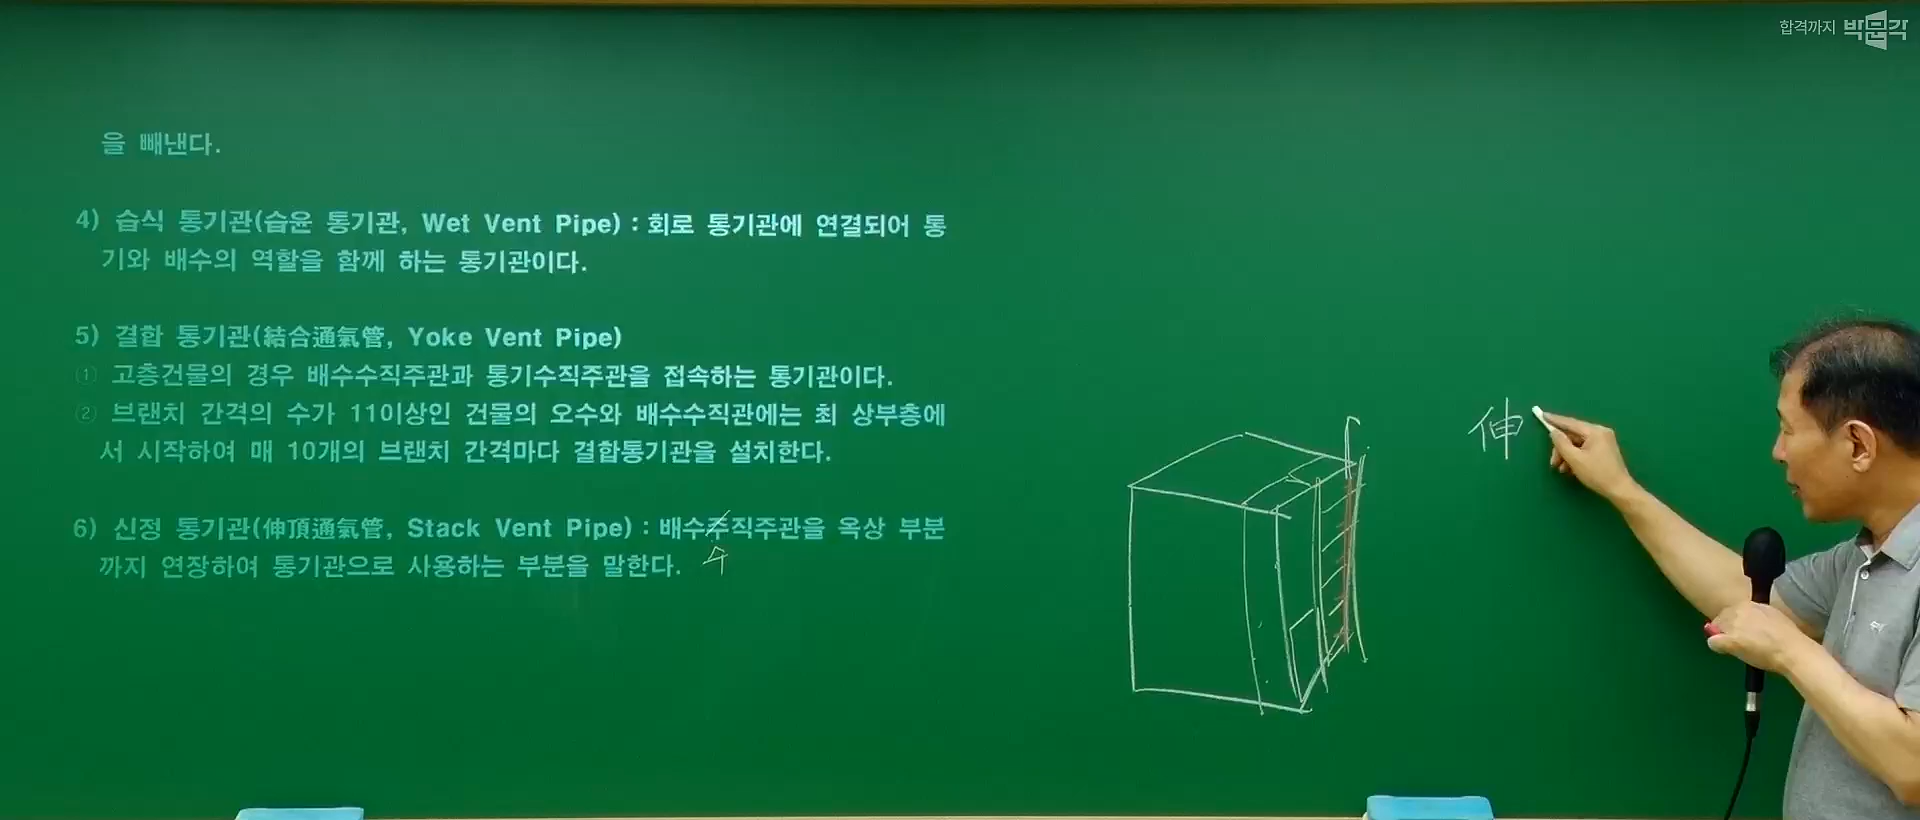 합격까지 박문각
을 빼낸다.
4) 습식 통기관(습윤 통기관, Wet Vent Pipe) : 회로 통기관에 연결되어 통
기와 배수의 역할을 함께 하는 통기관이다.
5) 결합 통기관(結合通氣管, Yoke Vent Pipe)
① 고층건물의 경우 배수수직주관과 통기수직주관을 접속하는 통기관이다.
② 브랜치 간격의 수가 11이상인 건물의 오수와 배수수직관에는 최 상부층에
서 시작하여 매 10개의 브랜치 간격마다 결합통기관을 설치한다.
6) 신정 통기관(伸頂通氣管, Stack Vent Pipe) : 배수주직주관을 옥상 부분
까지 연장하여 통기관으로 사용하는 부분을 말한다.
수
伸